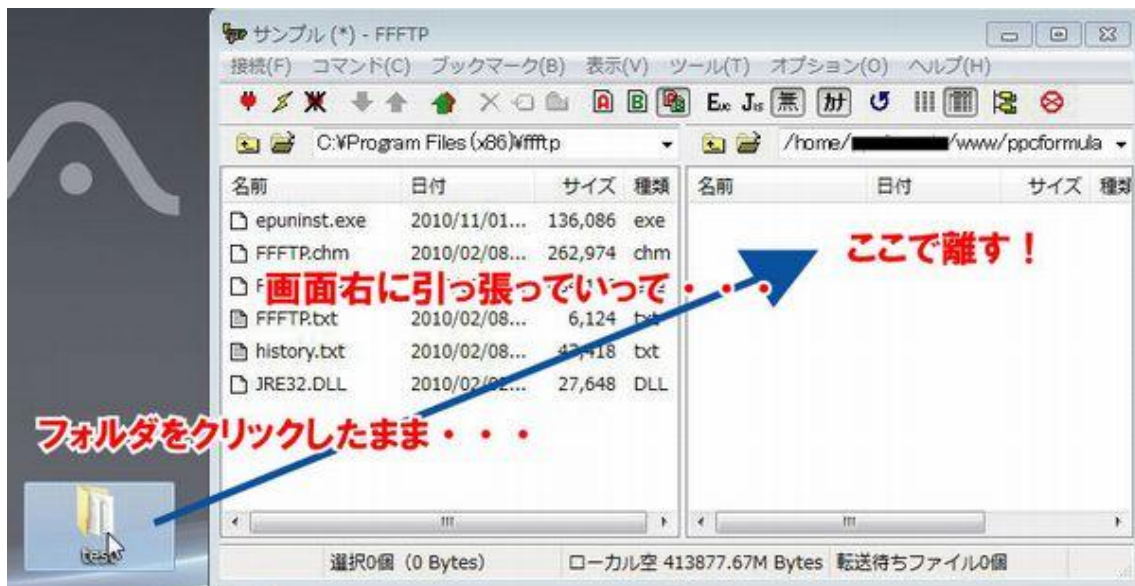 サンプル (*) - FFFTP
接続(F) コマンド(C) ブックマーク(B) 表示(V) ツール(T) オプション(O) ヘルプ(H)
A B Euc Jis 無 カナ
C:¥Program Files (x86)¥ffftp /home/ /www/ppcformula
名前 日付 サイズ 種類 名前 日付 サイズ 種類
epuninst.exe 2010/11/01... 136,086 exe
FFFTP.chm 2010/02/08... 262,974 chm
ここで離す！
画面右に引っ張っていって・・・
FFFTP.txt 2010/02/08... 6,124 txt
history.txt 2010/02/08... txt
JRE32.DLL 27,648 DLL
フォルダをクリックしたまま・・・
test
選択0個 (0 Bytes) ローカル空 413877.67M Bytes 転送待ちファイル0個